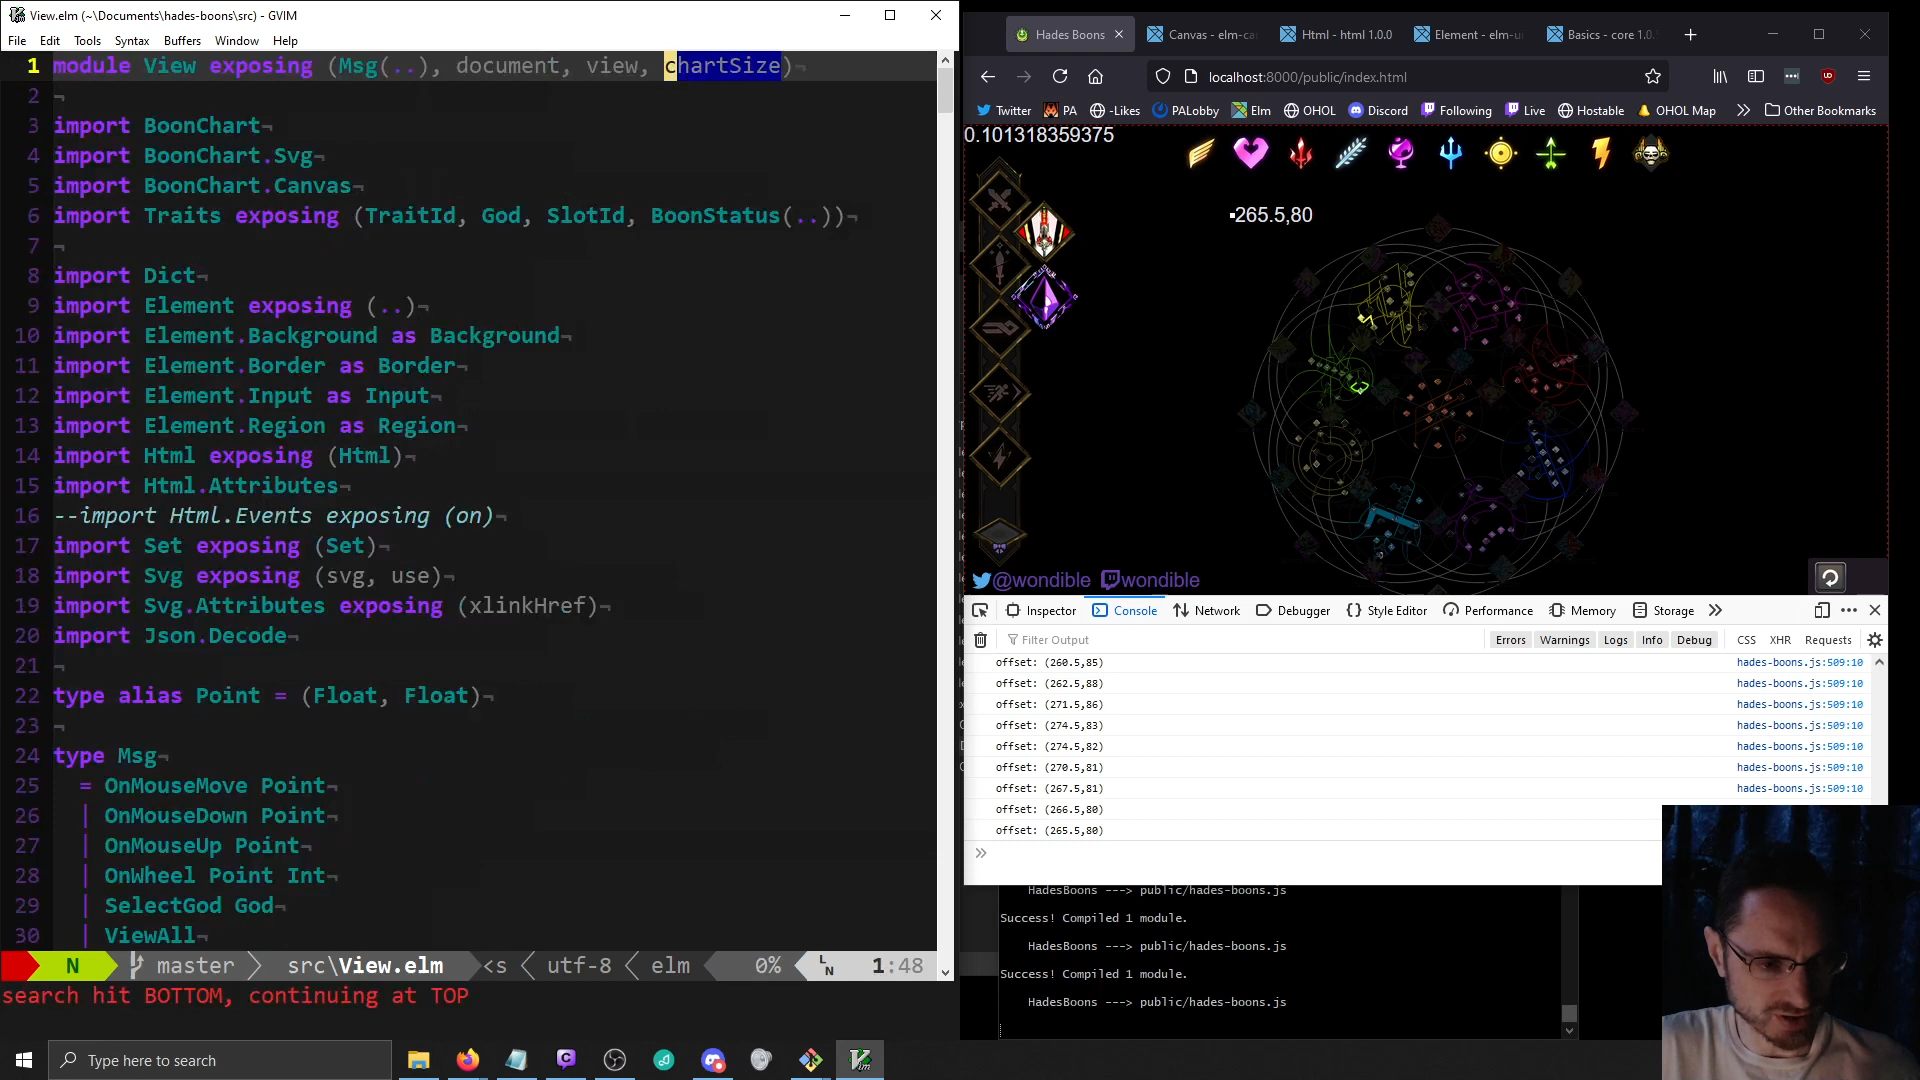 View.elm (~\Documents\hades-boons\src) - GVIM
File Edit Tools Syntax Buffers Window Help
1 module View exposing (Msg(..), document, view, chartSize)¬
2 ¬
3 import BoonChart¬
4 import BoonChart.Svg¬
5 import BoonChart.Canvas¬
6 import Traits exposing (TraitId, God, SlotId, BoonStatus(..))¬
7 ¬
8 import Dict¬
9 import Element exposing (..)¬
10 import Element.Background as Background¬
11 import Element.Border as Border¬
12 import Element.Input as Input¬
13 import Element.Region as Region¬
14 import Html exposing (Html)¬
15 import Html.Attributes¬
16 --import Html.Events exposing (on)¬
17 import Set exposing (Set)¬
18 import Svg exposing (svg, use)¬
19 import Svg.Attributes exposing (xlinkHref)¬
20 import Json.Decode¬
21 ¬
22 type alias Point = (Float, Float)¬
23 ¬
24 type Msg¬
25 = OnMouseMove Point¬
26 | OnMouseDown Point¬
27 | OnMouseUp Point¬
28 | OnWheel Point Int¬
29 | SelectGod God¬
30 | ViewAll¬
N master src\View.elm <s utf-8 elm 0% LN 1:48
search hit BOTTOM, continuing at TOP
Type here to search
Hades Boons Canvas - elm-ca Html - html 1.0.0 Element - elm-u Basics - core 1.0.
localhost:8000/public/index.html
Twitter PA -Likes PALobby Elm OHOL Discord Following Live Hostable OHOL Map Other Bookmarks
0.101318359375
265.5,80
@wondible wondible
Inspector Console Network Debugger Style Editor Performance Memory Storage
Filter Output Errors Warnings Logs Info Debug CSS XHR Requests
offset: (260.5,85) hades-boons.js:509:10
offset: (262.5,88) hades-boons.js:509:10
offset: (271.5,86) hades-boons.js:509:10
offset: (274.5,83) hades-boons.js:509:10
offset: (274.5,82) hades-boons.js:509:10
offset: (270.5,81) hades-boons.js:509:10
offset: (267.5,81) hades-boons.js:509:10
offset: (266.5,80)
offset: (265.5,80)
HadesBoons ---> public/hades-boons.js
Success! Compiled 1 module.
HadesBoons ---> public/hades-boons.js
Success! Compiled 1 module.
HadesBoons ---> public/hades-boons.js